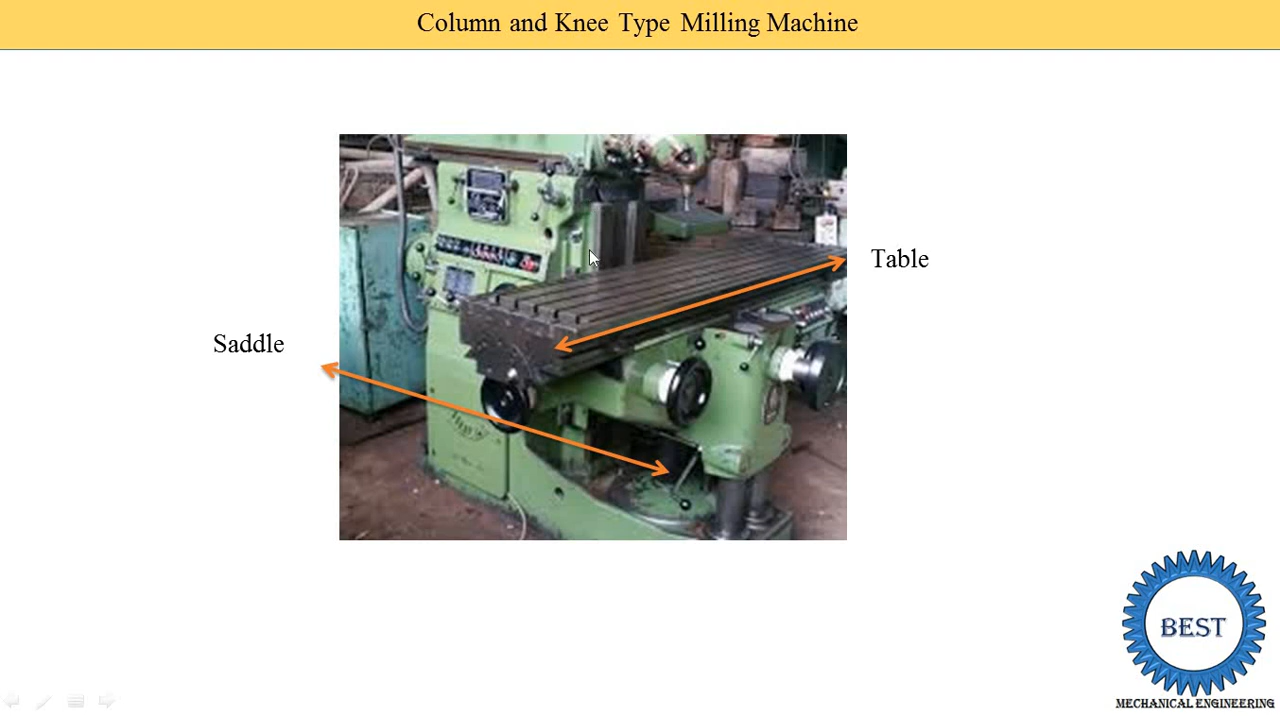 Column and Knee Type Milling Machine
Table
Saddle
BEST
MECHANICAL ENGINEERING